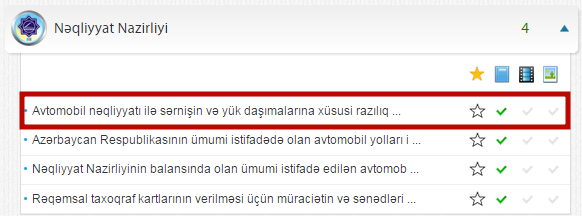 Nəqliyyat Nazirliyi 4
Avtomobil nəqliyyatı ilə sərnişin və yük daşımalarına xüsusi razılıq ...
Azərbaycan Respublikasının ümumi istifadədə olan avtomobil yolları i ...
Nəqliyyat Nazirliyinin balansında olan ümumi istifadə edilən avtomob ...
Rəqəmsal taxoqraf kartlarının verilməsi üçün müraciətin və sənədləri ...